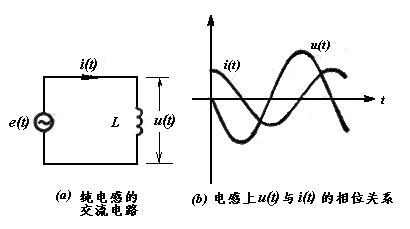 i(t)
e(t)
L
u(t)
(a) 纯电感的
交流电路
u(t)
i(t)
t
(b) 电感上u(t)与i(t) 的相位关系